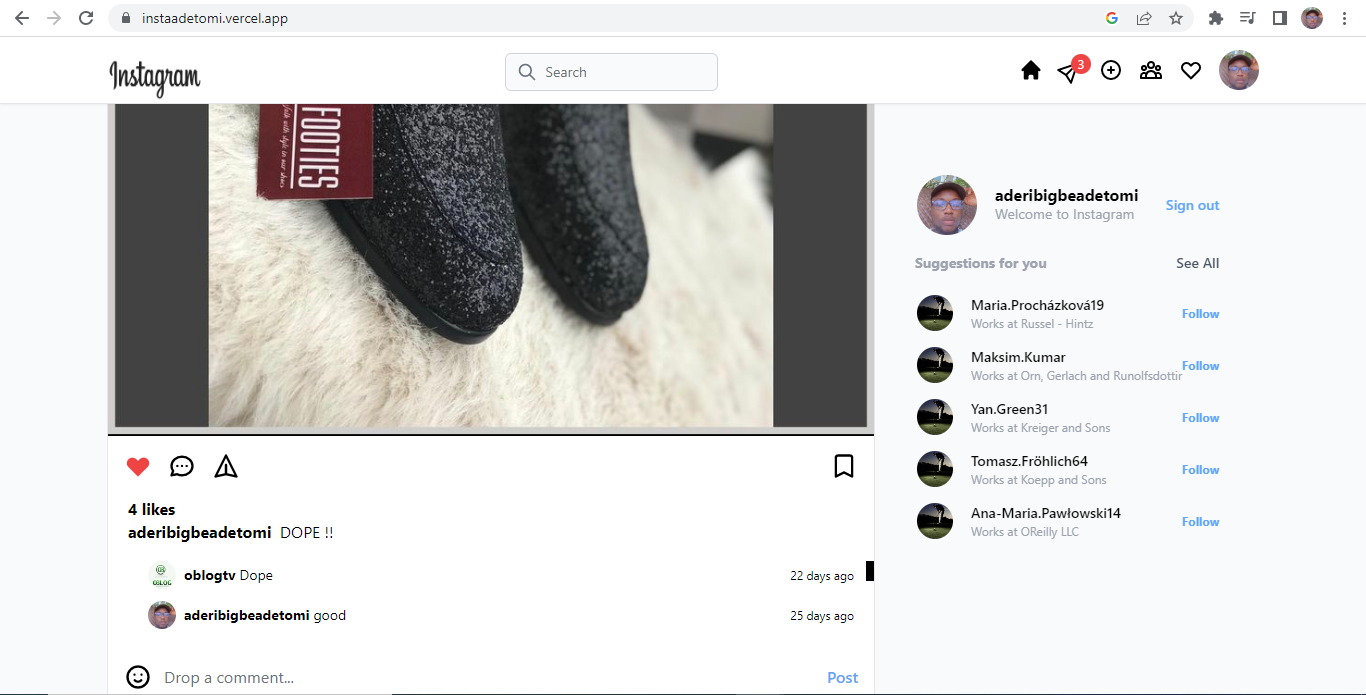 instaadetomi.vercel.app
Instagram
Search
3
FOOTIES
aderibigbeadetomi
Welcome to Instagram
Sign out
Suggestions for you
See All
Maria.Procházková19
Works at Russel - Hintz
Follow
Maksim.Kumar
Works at Orn, Gerlach and Runolfsdottir
Follow
Yan.Green31
Works at Kreiger and Sons
Follow
Tomasz.Fröhlich64
Works at Koepp and Sons
Follow
Ana-Maria.Pawłowski14
Works at OReilly LLC
Follow
4 likes
aderibigbeadetomi DOPE !!
oblogtv Dope
22 days ago
aderibigbeadetomi good
25 days ago
Drop a comment...
Post